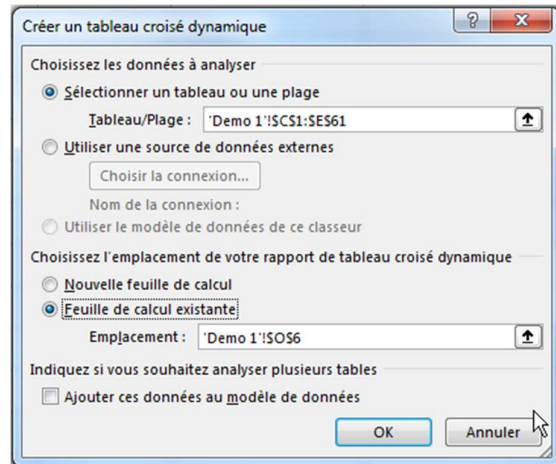 Créer un tableau croisé dynamique
Choisissez les données à analyser
Sélectionner un tableau ou une plage
Tableau/Plage : 'Demo 1'!$C$1:$E$61
Utiliser une source de données externes
Choisir la connexion...
Nom de la connexion :
Utiliser le modèle de données de ce classeur
Choisissez l'emplacement de votre rapport de tableau croisé dynamique
Nouvelle feuille de calcul
Feuille de calcul existante
Emplacement : 'Demo 1'!$O$6
Indiquez si vous souhaitez analyser plusieurs tables
Ajouter ces données au modèle de données
OK Annuler